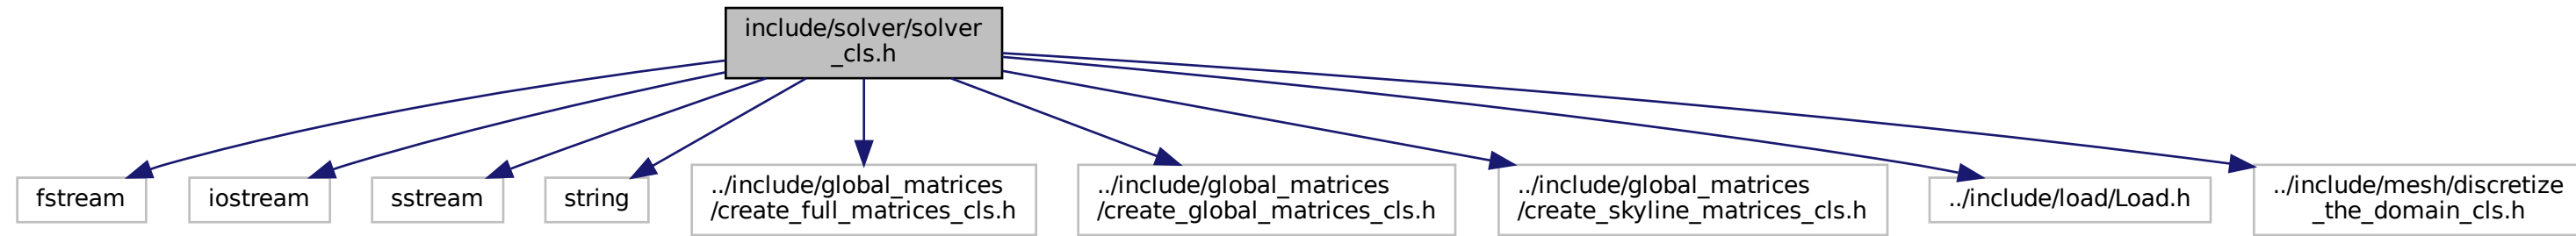 include/solver/solver
_cls.h
fstream
iostream
sstream
string
../include/global_matrices
/create_full_matrices_cls.h
../include/global_matrices
/create_global_matrices_cls.h
../include/global_matrices
/create_skyline_matrices_cls.h
../include/load/Load.h
../include/mesh/discretize
_the_domain_cls.h